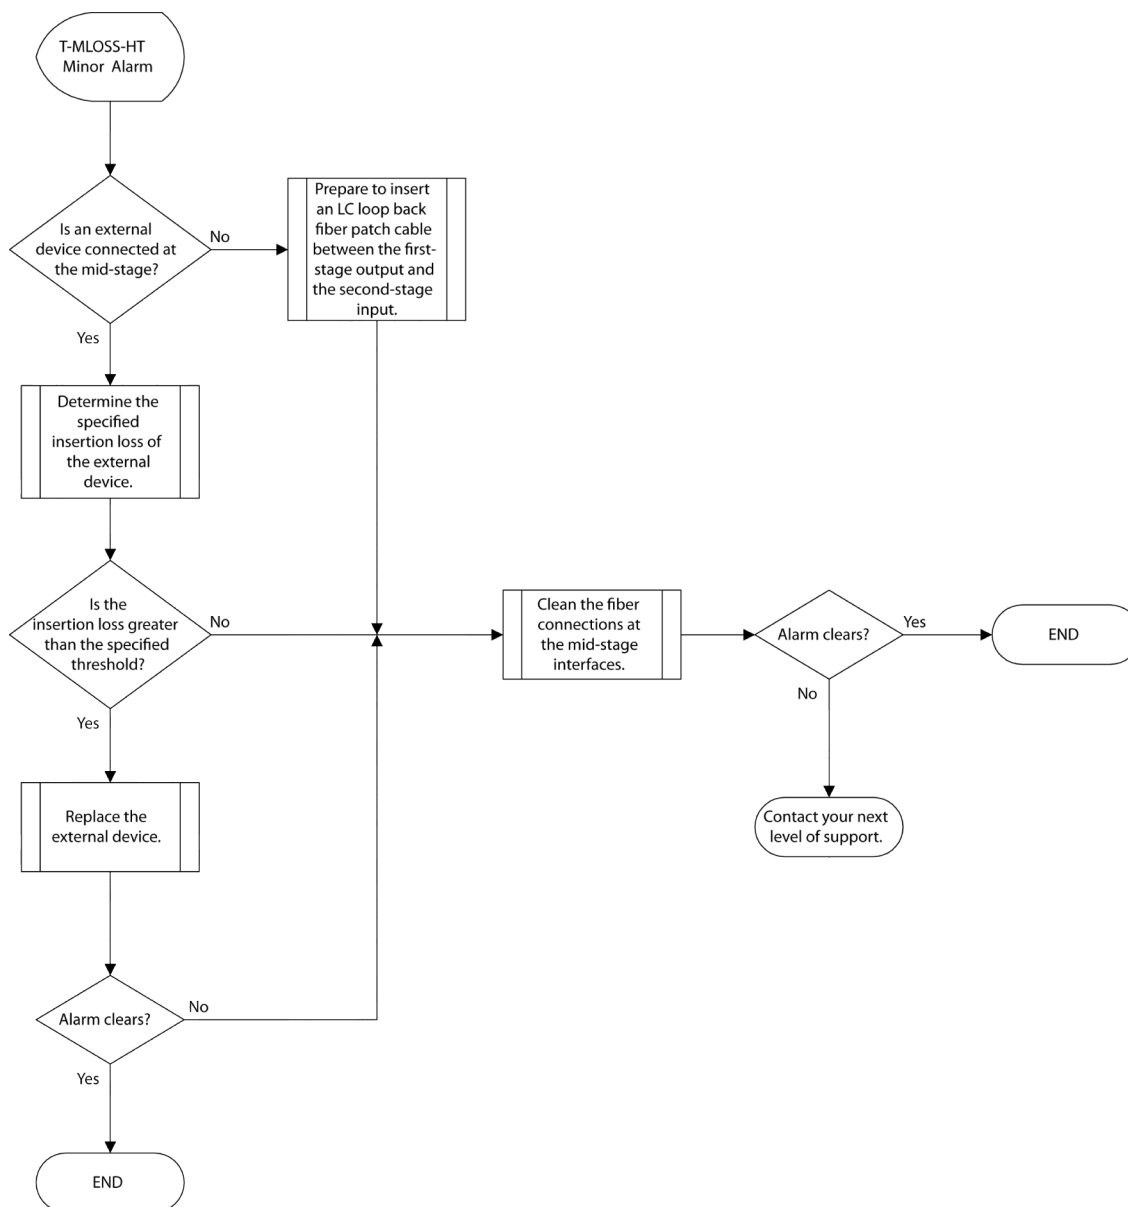 T-MLOSS-HT
Minor Alarm
Is an external
device connected at
the mid-stage?
No
Prepare to insert
an LC loop back
fiber patch cable
between the first-
stage output and
the second-stage
input.
Yes
Determine the
specified
insertion loss of
the external
device.
Is the
insertion loss greater
than the specified
threshold?
No
Clean the fiber
connections at
the mid-stage
interfaces.
Alarm clears?
Yes
END
No
Contact your next
level of support.
Yes
Replace the
external device.
Alarm clears?
No
Yes
END